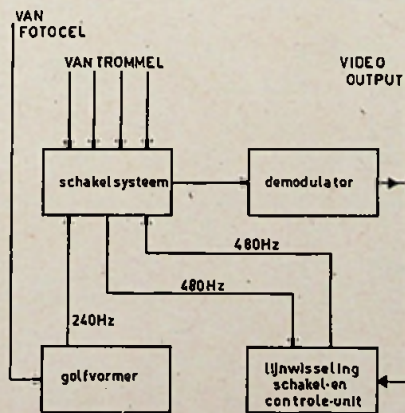 VAN
FOTOCEL
VAN TROMMEL
VIDEO
OUTPUT
schakelsysteem
demodulator
480Hz
480Hz
240Hz
golfvormer
lijnwisseling
schakel-en
controle-unit